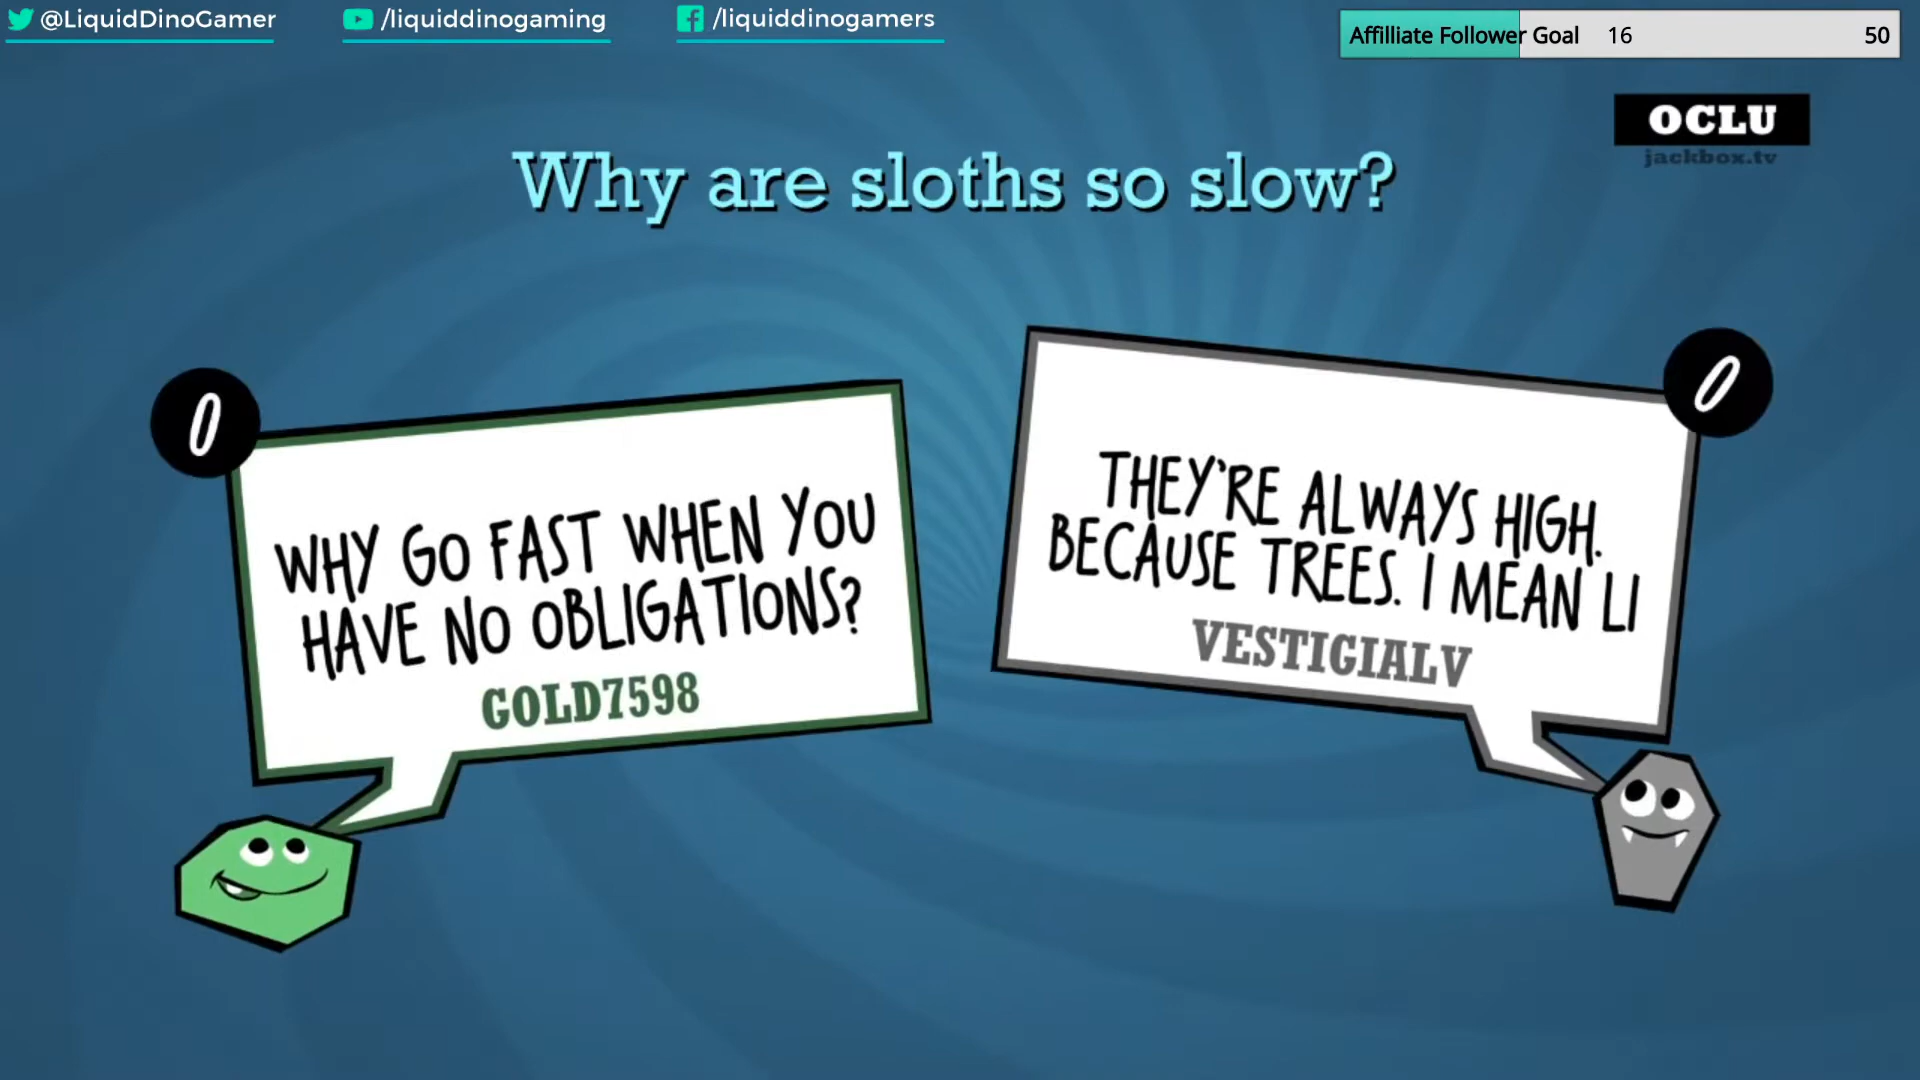 @LiquidDinoGamer
/liquiddinogaming
/liquiddinogamers
Affilliate Follower Goal 16 50
OCLU
jackbox.tv
Why are sloths so slow?
0
WHY GO FAST WHEN YOU
HAVE NO OBLIGATIONS?
GOLD7598
0
THEY'RE ALWAYS HIGH.
BECAUSE TREES. I MEAN LI
VESTIGIALV